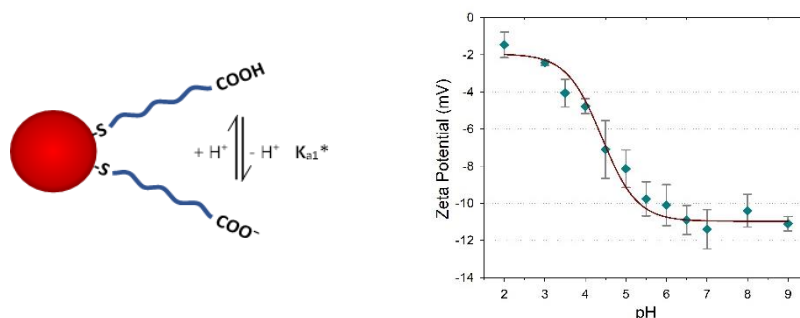 COOH
-S
+ H⁺ - H⁺ Kₐ₁*
-S
COO⁻
Zeta Potential (mV)
0
-2
-4
-6
-8
-10
-12
-14
2 3 4 5 6 7 8 9
pH